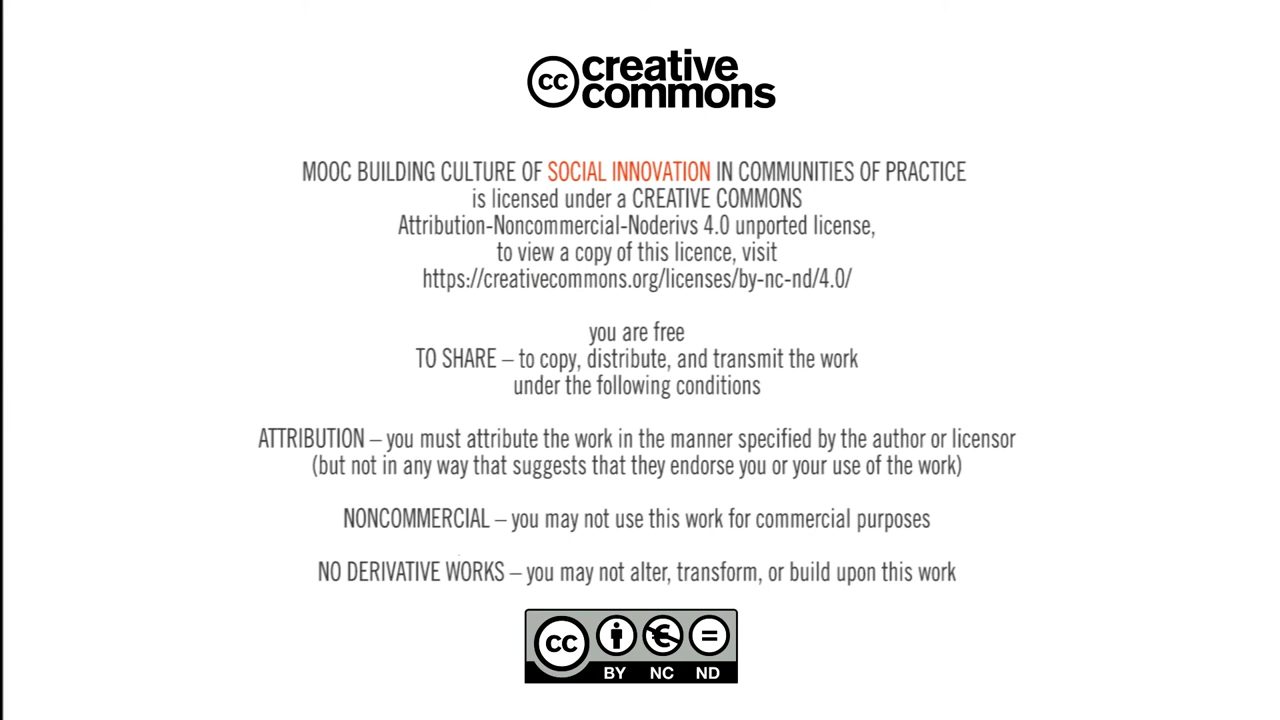 cc creative
commons
MOOC BUILDING CULTURE OF SOCIAL INNOVATION IN COMMUNITIES OF PRACTICE
is licensed under a CREATIVE COMMONS
Attribution-Noncommercial-Noderivs 4.0 unported license,
to view a copy of this licence, visit
https://creativecommons.org/licenses/by-nc-nd/4.0/
you are free
TO SHARE – to copy, distribute, and transmit the work
under the following conditions
ATTRIBUTION – you must attribute the work in the manner specified by the author or licensor
(but not in any way that suggests that they endorse you or your use of the work)
NONCOMMERCIAL – you may not use this work for commercial purposes
NO DERIVATIVE WORKS – you may not alter, transform, or build upon this work
cc € =
BY NC ND